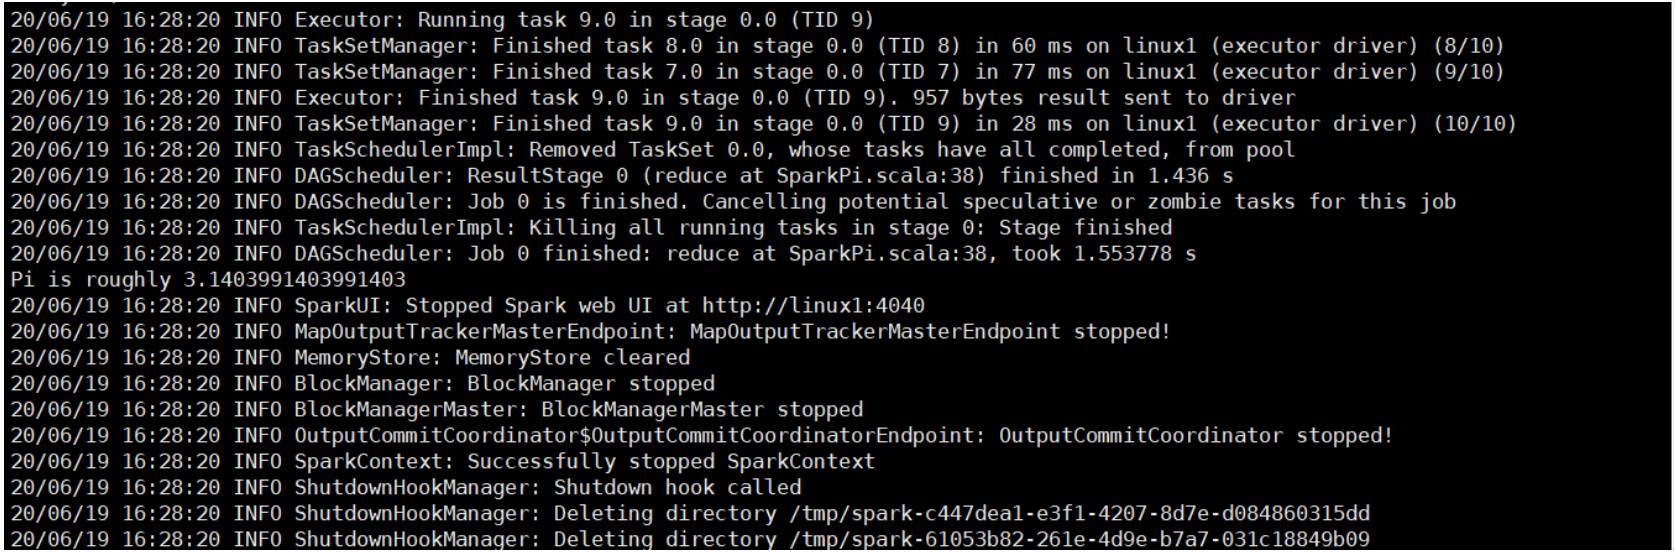 20/06/19 16:28:20 INFO Executor: Running task 9.0 in stage 0.0 (TID 9)
20/06/19 16:28:20 INFO TaskSetManager: Finished task 8.0 in stage 0.0 (TID 8) in 60 ms on linux1 (executor driver) (8/10)
20/06/19 16:28:20 INFO TaskSetManager: Finished task 7.0 in stage 0.0 (TID 7) in 77 ms on linux1 (executor driver) (9/10)
20/06/19 16:28:20 INFO Executor: Finished task 9.0 in stage 0.0 (TID 9). 957 bytes result sent to driver
20/06/19 16:28:20 INFO TaskSetManager: Finished task 9.0 in stage 0.0 (TID 9) in 28 ms on linux1 (executor driver) (10/10)
20/06/19 16:28:20 INFO TaskSchedulerImpl: Removed TaskSet 0.0, whose tasks have all completed, from pool
20/06/19 16:28:20 INFO DAGScheduler: ResultStage 0 (reduce at SparkPi.scala:38) finished in 1.436 s
20/06/19 16:28:20 INFO DAGScheduler: Job 0 is finished. Cancelling potential speculative or zombie tasks for this job
20/06/19 16:28:20 INFO TaskSchedulerImpl: Killing all running tasks in stage 0: Stage finished
20/06/19 16:28:20 INFO DAGScheduler: Job 0 finished: reduce at SparkPi.scala:38, took 1.553778 s
Pi is roughly 3.1403991403991403
20/06/19 16:28:20 INFO SparkUI: Stopped Spark web UI at http://linux1:4040
20/06/19 16:28:20 INFO MapOutputTrackerMasterEndpoint: MapOutputTrackerMasterEndpoint stopped!
20/06/19 16:28:20 INFO MemoryStore: MemoryStore cleared
20/06/19 16:28:20 INFO BlockManager: BlockManager stopped
20/06/19 16:28:20 INFO BlockManagerMaster: BlockManagerMaster stopped
20/06/19 16:28:20 INFO OutputCommitCoordinator$OutputCommitCoordinatorEndpoint: OutputCommitCoordinator stopped!
20/06/19 16:28:20 INFO SparkContext: Successfully stopped SparkContext
20/06/19 16:28:20 INFO ShutdownHookManager: Shutdown hook called
20/06/19 16:28:20 INFO ShutdownHookManager: Deleting directory /tmp/spark-c447dea1-e3f1-4207-8d7e-d084860315dd
20/06/19 16:28:20 INFO ShutdownHookManager: Deleting directory /tmp/spark-61053b82-261e-4d9e-b7a7-031c18849b09